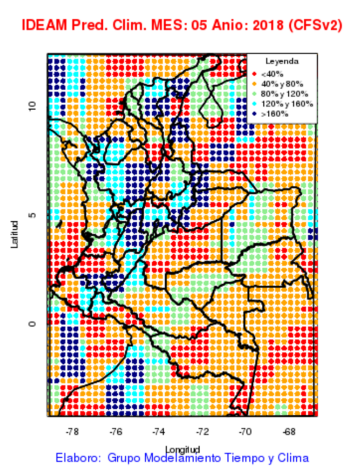 IDEAM Pred. Clim. MES: 05 Anio: 2018 (CFSv2)
Leyenda
<40%
40% y 80%
80% y 120%
120% y 160%
>160%
10
5
0
Latitud
-78 -76 -74 -72 -70 -68
Longitud
Elaboro: Grupo Modelamiento Tiempo y Clima